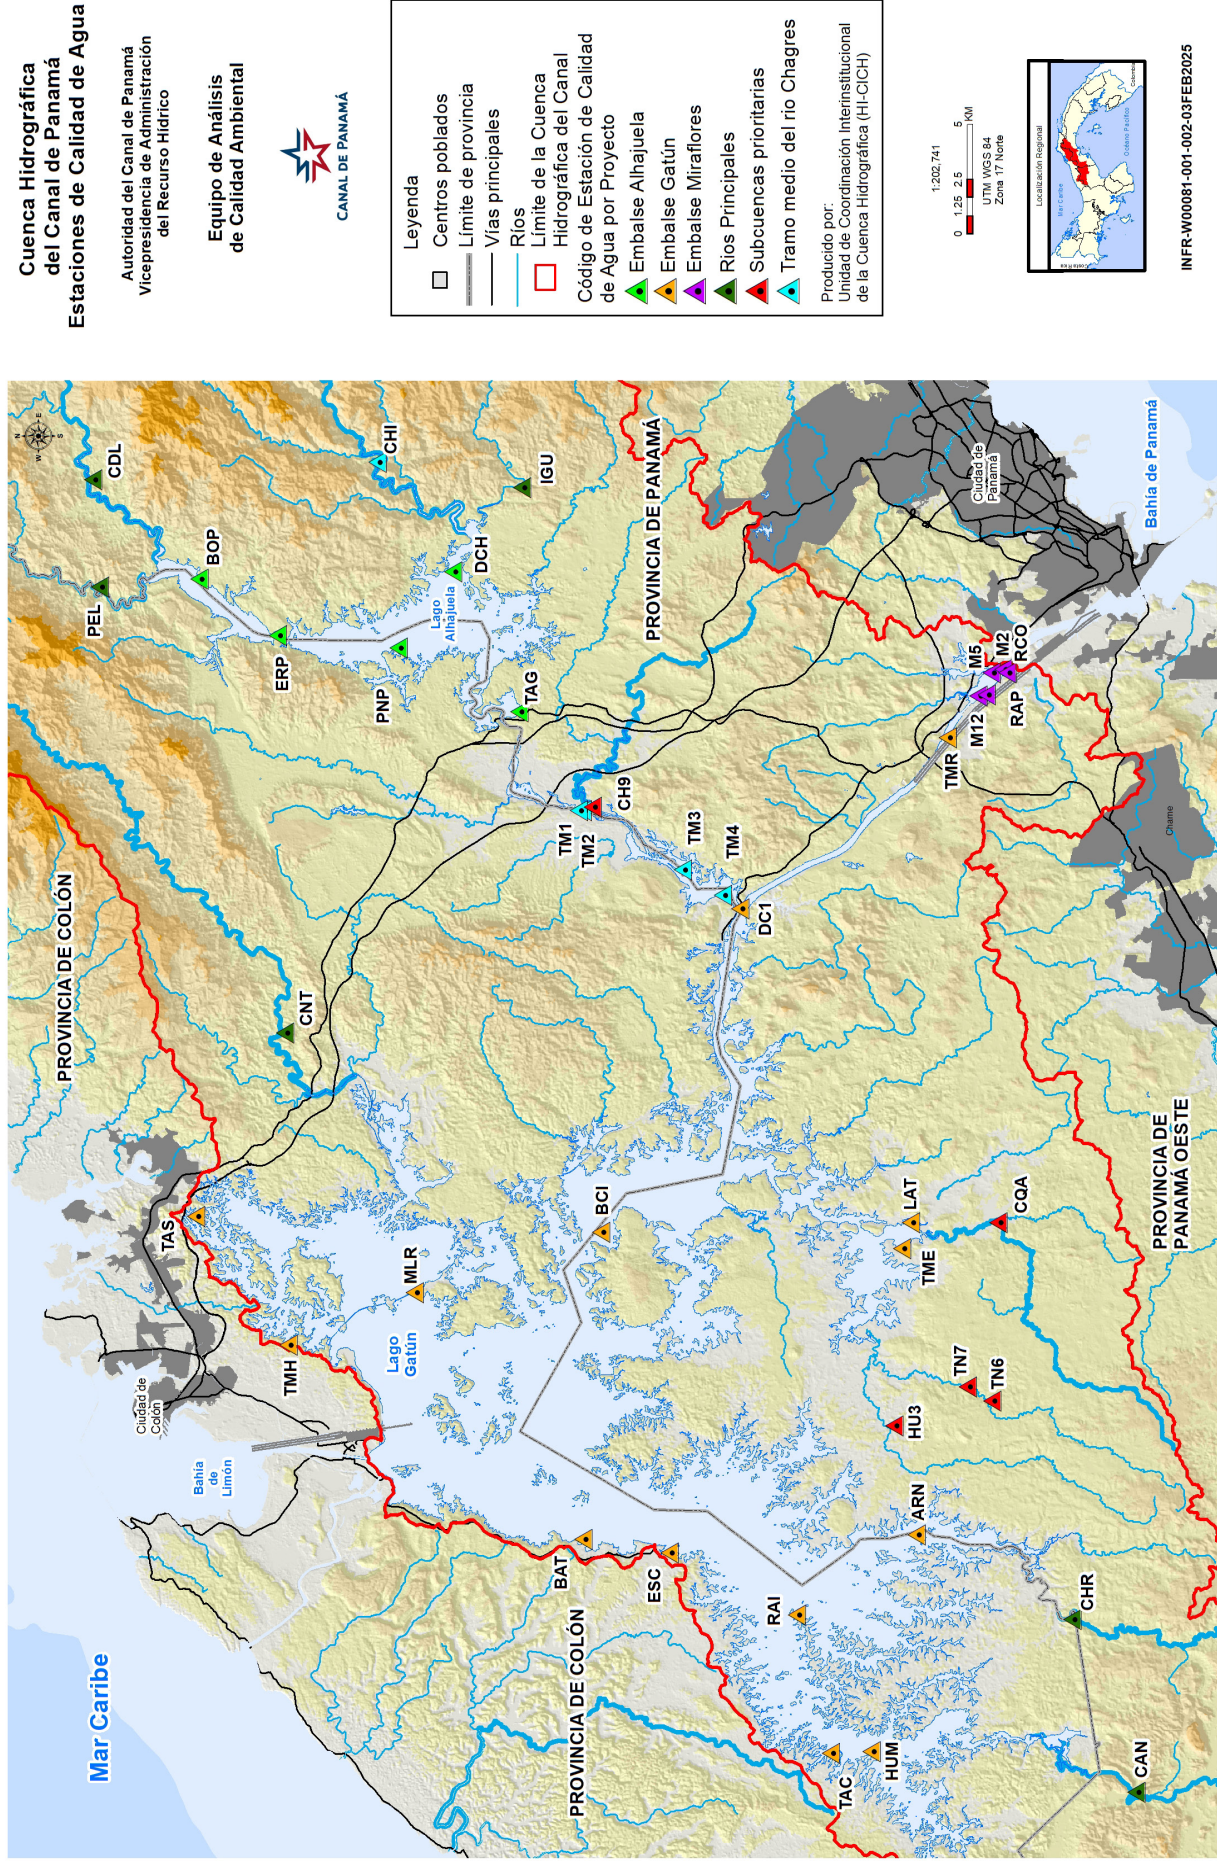 Cuenca Hidrográfica
del Canal de Panamá
Estaciones de Calidad de Agua
Autoridad del Canal de Panamá
Vicepresidencia de Administración
del Recurso Hídrico
Equipo de Análisis
de Calidad Ambiental
CANAL DE PANAMÁ
Leyenda
Centros poblados
Límite de provincia
Vías principales
Ríos
Límite de la Cuenca
Hidrográfica del Canal
Código de Estación de Calidad
de Agua por Proyecto
Embalse Alhajuela
Embalse Gatún
Embalse Miraflores
Rios Principales
Subcuencas prioritarias
Tramo medio del rio Chagres
Producido por:
Unidad de Coordinación Interinstitucional
de la Cuenca Hidrográfica (HI-CICH)
1:202,741
0 1.25 2.5 5
KM
UTM WGS 84
Zona 17 Norte
Localización Regional
Mar Caribe
Costa Rica
Océano Pacífico
Colombia
INFR-W00081-001-002-03FEB2025
N
W
E
S
Mar Caribe
Bahía
de
Limón
Ciudad de
Colón
PROVINCIA DE COLÓN
PROVINCIA DE COLÓN
PROVINCIA DE PANAMÁ
PROVINCIA DE
PANAMÁ OESTE
Lago
Gatún
Lago
Alhajuela
Ciudad de
Panamá
Bahía de Panamá
Chame
CDL
PEL
BOP
CHI
IGU
DCH
ERP
PNP
TAG
CNT
TAS
TMH
MLR
BCI
TM1
TM2
CH9
TM3
TM4
DC1
TMR
M12
M5
M2
RCO
RAP
BAT
ESC
RAI
TAC
HUM
ARN
CHR
CAN
HU3
TN7
TN6
TME
LAT
CQA